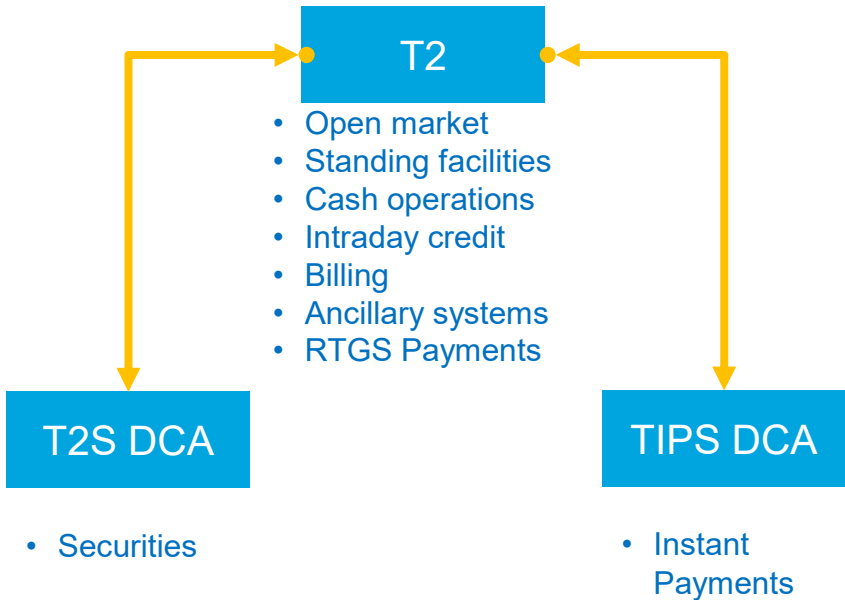 T2
• Open market
• Standing facilities
• Cash operations
• Intraday credit
• Billing
• Ancillary systems
• RTGS Payments
T2S DCA
• Securities
TIPS DCA
• Instant
Payments